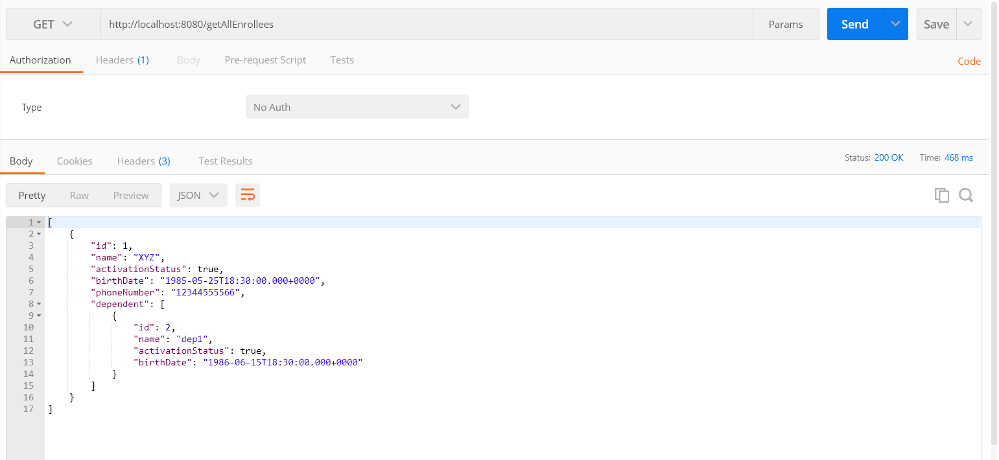 GET http://localhost:8080/getAllEnrollees Params Send Save
Authorization Headers (1) Body Pre-request Script Tests Code
Type No Auth
Body Cookies Headers (3) Test Results Status: 200 OK Time: 468 ms
Pretty Raw Preview JSON
1 [
2 {
3 "id": 1,
4 "name": "XYZ",
5 "activationStatus": true,
6 "birthDate": "1985-05-25T18:30:00.000+0000",
7 "phoneNumber": "12344555566",
8 "dependent": [
9 {
10 "id": 2,
11 "name": "dep1",
12 "activationStatus": true,
13 "birthDate": "1986-06-15T18:30:00.000+0000"
14 }
15 ]
16 }
17 ]